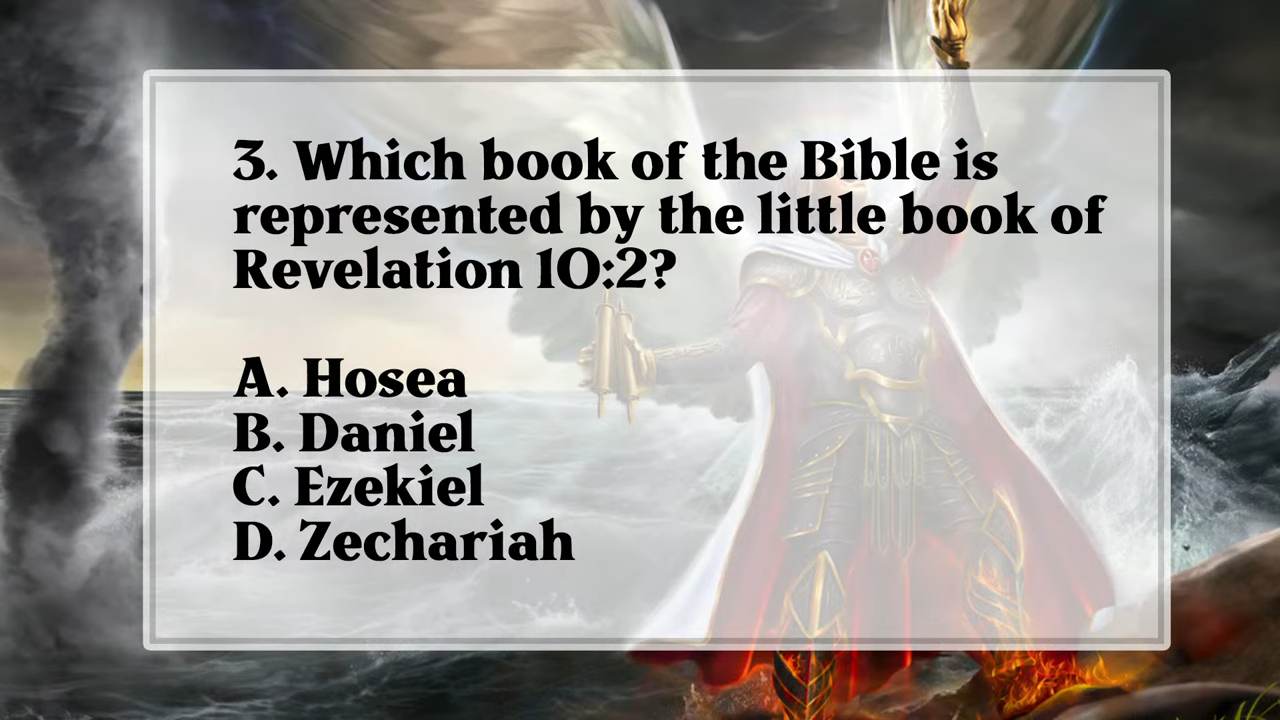 3. Which book of the Bible is
represented by the little book of
Revelation 10:2?
A. Hosea
B. Daniel
C. Ezekiel
D. Zechariah